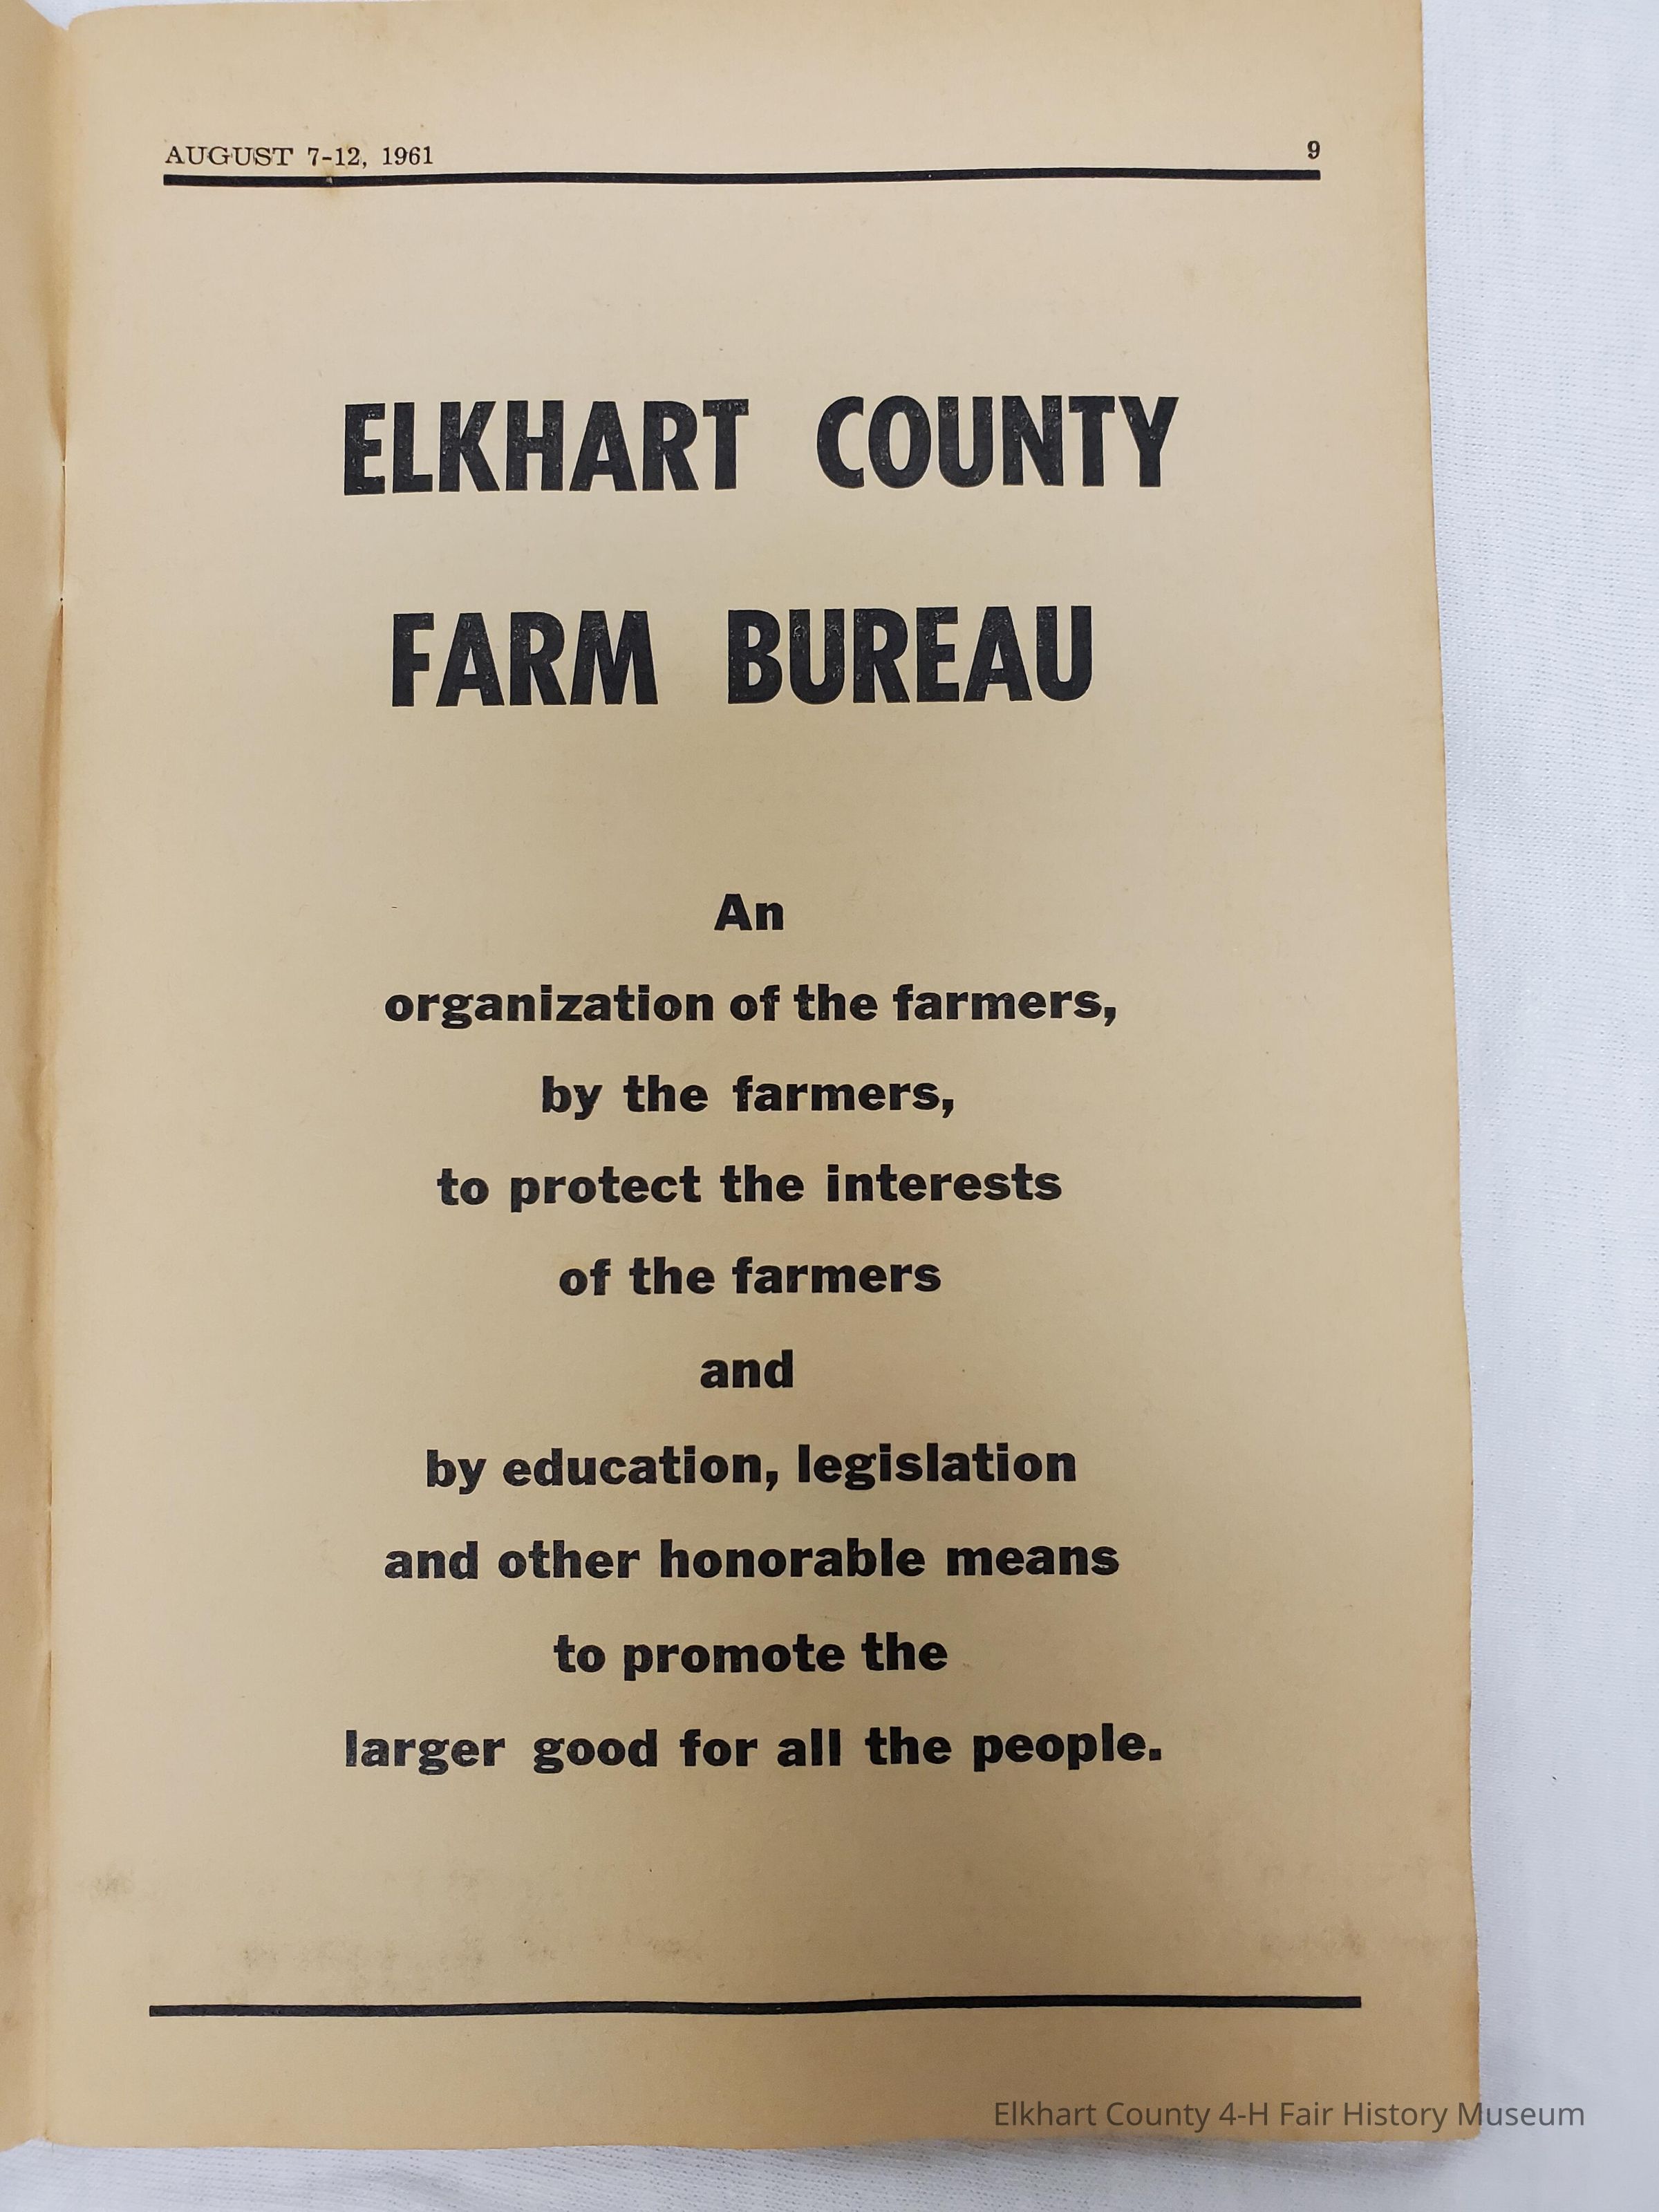 AUGUST 7-12, 1961 9
ELKHART COUNTY
FARM BUREAU
An
organization of the farmers,
by the farmers,
to protect the interests
of the farmers
and
by education, legislation
and other honorable means
to promote the
larger good for all the people.
Elkhart County 4-H Fair History Museum